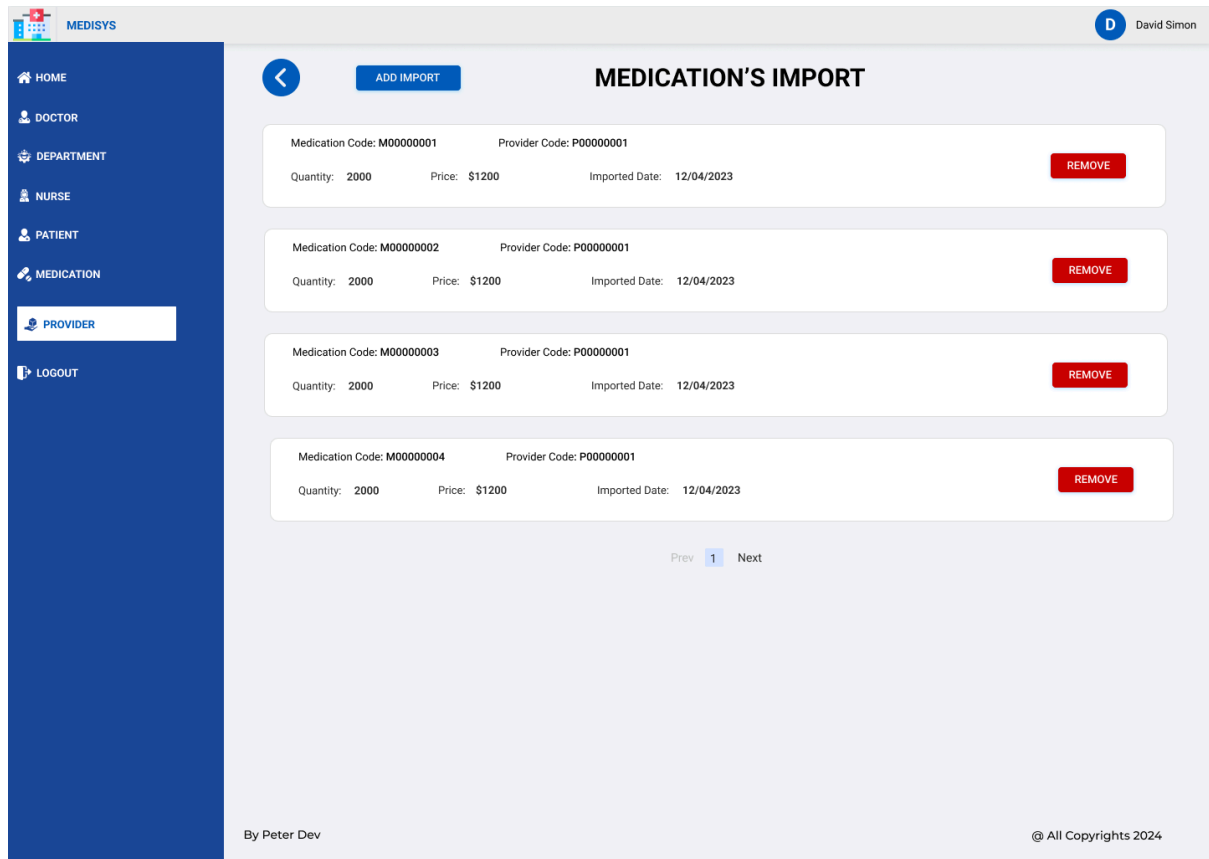 MEDISYS
David Simon
HOME
DOCTOR
DEPARTMENT
NURSE
PATIENT
MEDICATION
PROVIDER
LOGOUT
ADD IMPORT
MEDICATION’S IMPORT
Medication Code: M00000001 Provider Code: P00000001
Quantity: 2000 Price: $1200 Imported Date: 12/04/2023
REMOVE
Medication Code: M00000002 Provider Code: P00000001
Quantity: 2000 Price: $1200 Imported Date: 12/04/2023
REMOVE
Medication Code: M00000003 Provider Code: P00000001
Quantity: 2000 Price: $1200 Imported Date: 12/04/2023
REMOVE
Medication Code: M00000004 Provider Code: P00000001
Quantity: 2000 Price: $1200 Imported Date: 12/04/2023
REMOVE
Prev 1 Next
By Peter Dev
@ All Copyrights 2024
D